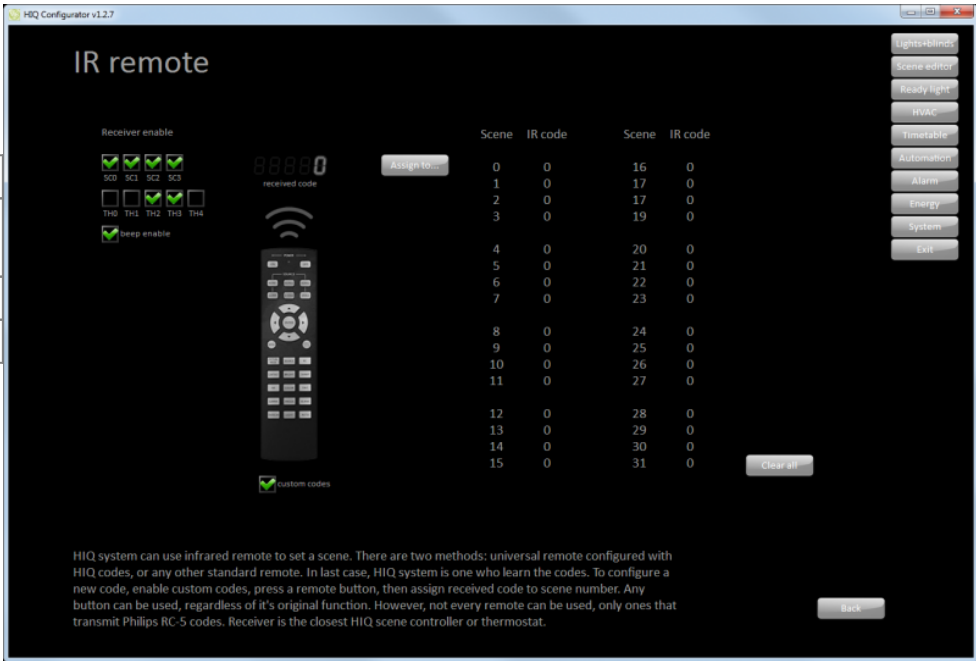 HIQ Configurator v1.2.7
IR remote
Lights+blinds
Scene editor
Ready light
HVAC
Timetable
Automation
Alarm
Energy
System
Exit
Receiver enable
SC0 SC1 SC2 SC3
TH0 TH1 TH2 TH3 TH4
beep enable
0
received code
Assign to...
custom codes
Scene IR code Scene IR code
0 0 16 0
1 0 17 0
2 0 17 0
3 0 19 0
4 0 20 0
5 0 21 0
6 0 22 0
7 0 23 0
8 0 24 0
9 0 25 0
10 0 26 0
11 0 27 0
12 0 28 0
13 0 29 0
14 0 30 0
15 0 31 0
Clear all
HIQ system can use infrared remote to set a scene. There are two methods: universal remote configured with
HIQ codes, or any other standard remote. In last case, HIQ system is one who learn the codes. To configure a
new code, enable custom codes, press a remote button, then assign received code to scene number. Any
button can be used, regardless of it's original function. However, not every remote can be used, only ones that
transmit Philips RC-5 codes. Receiver is the closest HIQ scene controller or thermostat.
Back